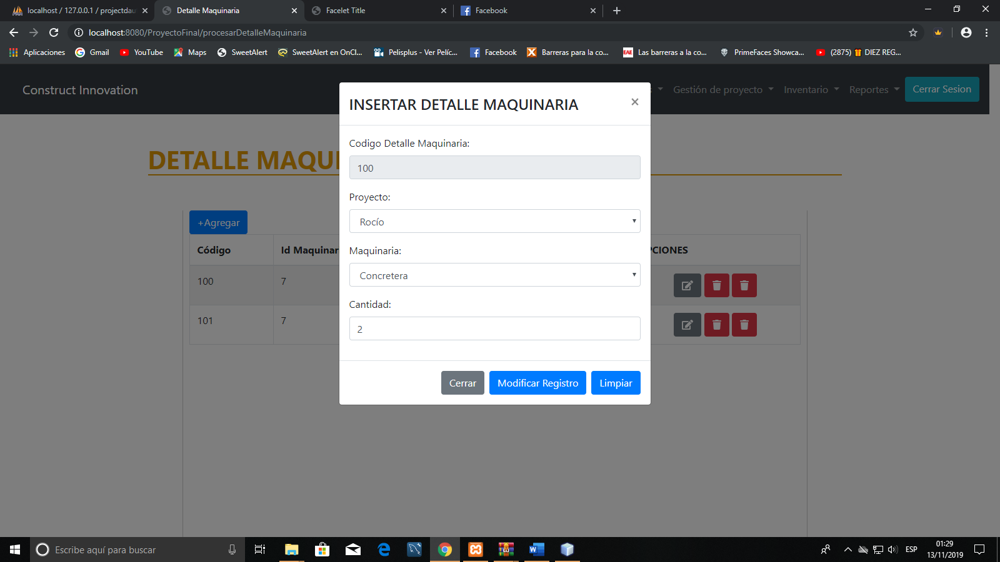 localhost / 127.0.0.1 / projectdau
Detalle Maquinaria
Facelet Title
Facebook
localhost:8080/ProyectoFinal/procesarDetalleMaquinaria
Aplicaciones
Gmail
YouTube
Maps
SweetAlert
SweetAlert en OnCl...
Pelisplus - Ver Pelíc...
Facebook
Barreras para la co...
EAE
Las barreras a la co...
PrimeFaces Showca...
(2875) DIEZ REG...
Construct Innovation
Gestión de proyecto
Inventario
Reportes
Cerrar Sesion
INSERTAR DETALLE MAQUINARIA
×
DETALLE MAQUI
Codigo Detalle Maquinaria:
100
Proyecto:
Rocío
Maquinaria:
Concretera
Cantidad:
2
Cerrar
Modificar Registro
Limpiar
+Agregar
Código
Id Maquinar
PCIONES
100
7
101
7
Escribe aquí para buscar
ESP
01:29
13/11/2019